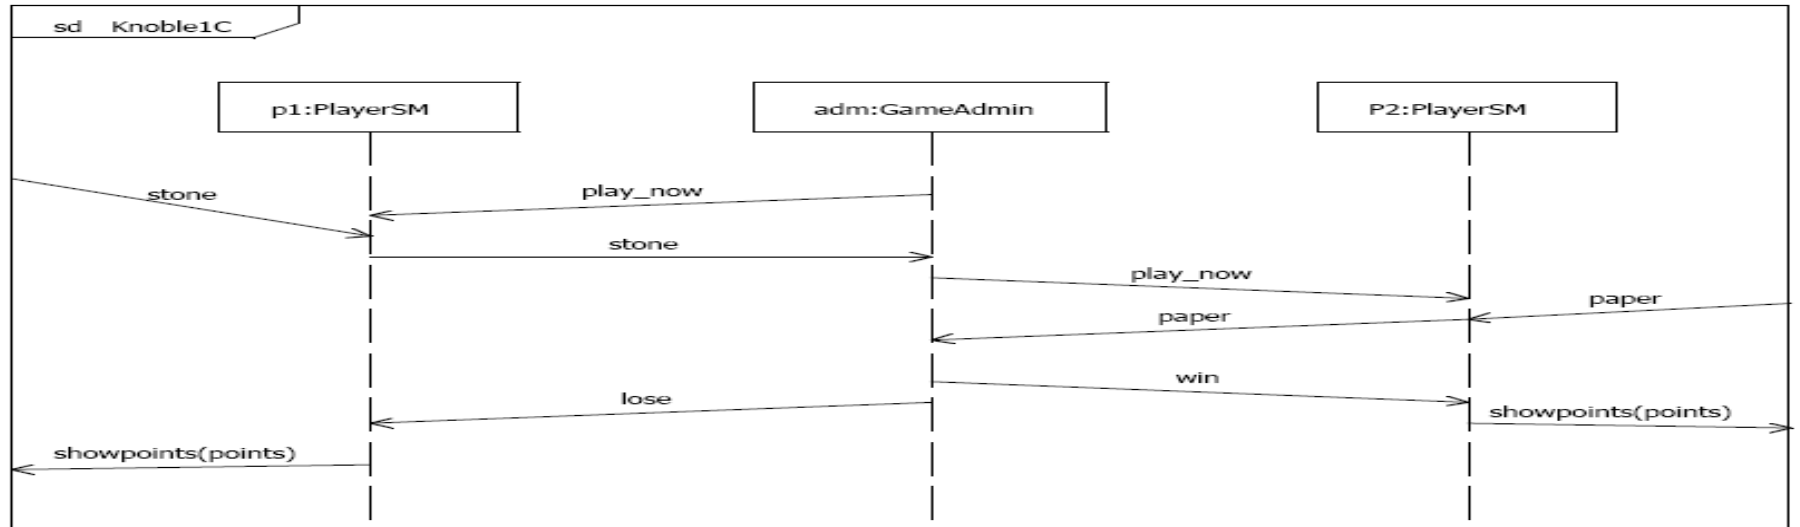 sd Knoble1C
p1:PlayerSM
adm:GameAdmin
P2:PlayerSM
stone
play_now
stone
play_now
paper
paper
win
lose
showpoints(points)
showpoints(points)